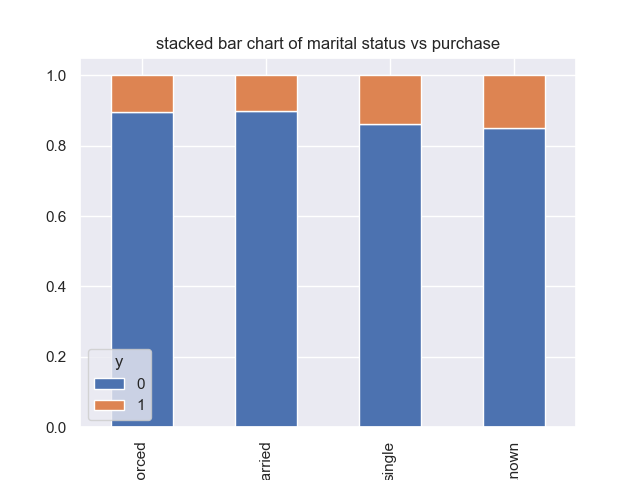 stacked bar chart of marital status vs purchase
1.0
0.8
0.6
0.4
0.2
0.0
y
0
1
orced
arried
single
nown